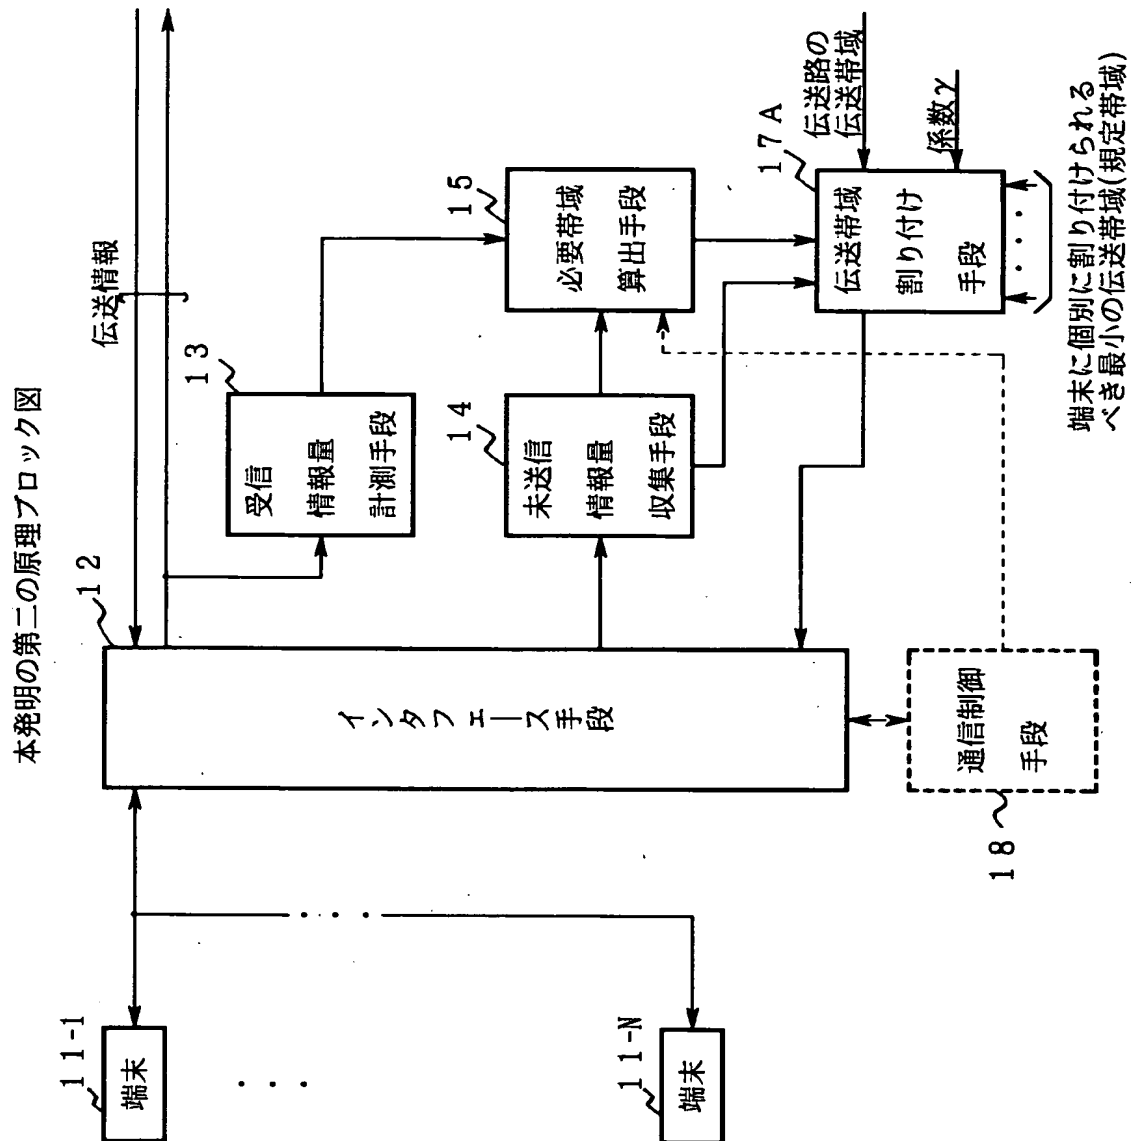 本発明の第二の原理ブロック図
11-1
端末
・・・
11-N
端末
12
インタフェース手段
伝送情報
13
受信
情報量
計測手段
14
未送信
情報量
収集手段
15
必要帯域
算出手段
17A
伝送帯域
割り付け
手段
伝送路の
伝送帯域
係数γ
・・・
端末に個別に割り付けられる
べき最小の伝送帯域(規定帯域)
18
通信制御
手段